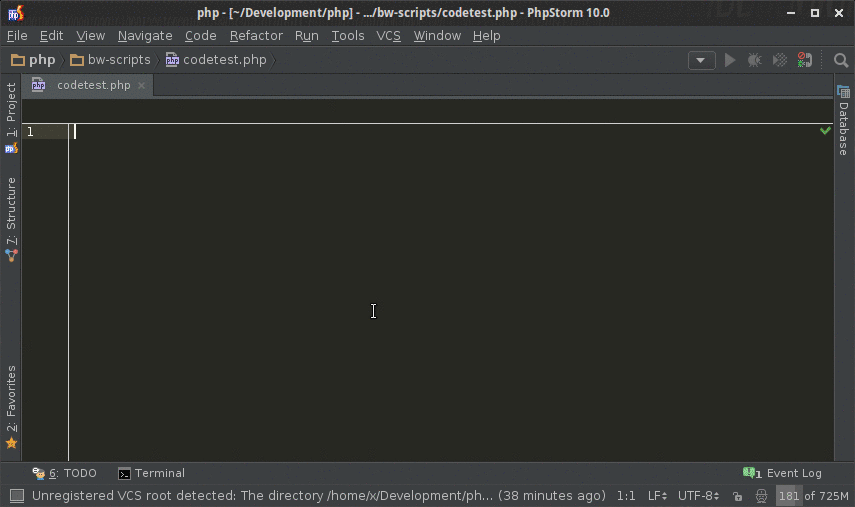 php - [~/Development/php] - .../bw-scripts/codetest.php - PhpStorm 10.0
File Edit View Navigate Code Refactor Run Tools VCS Window Help
php bw-scripts codetest.php
codetest.php
1
1: Project
7: Structure
2: Favorites
Database
6: TODO Terminal 1 Event Log
Unregistered VCS root detected: The directory /home/x/Development/ph... (38 minutes ago) 1:1 LF UTF-8 181 of 725M